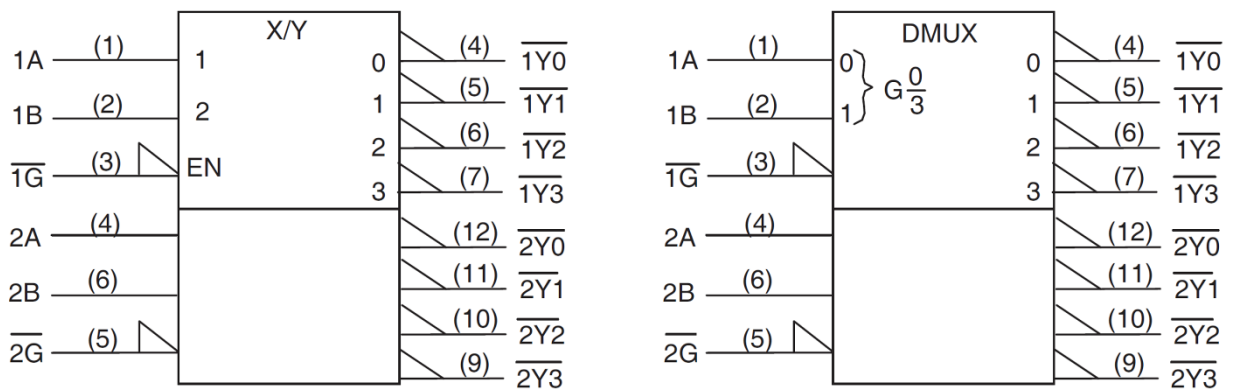 X/Y
1A (1) 1 0 (4) 1Y0
1 (5) 1Y1
1B (2) 2
2 (6) 1Y2
1G (3) EN
3 (7) 1Y3
2A (4)
(12) 2Y0
2B (6) (11) 2Y1
(10) 2Y2
2G (5)
(9) 2Y3
DMUX
1A (1) 0 0 (4) 1Y0
G 0/3
1 (5) 1Y1
1B (2) 1
2 (6) 1Y2
1G (3)
3 (7) 1Y3
2A (4)
(12) 2Y0
2B (6) (11) 2Y1
(10) 2Y2
2G (5)
(9) 2Y3